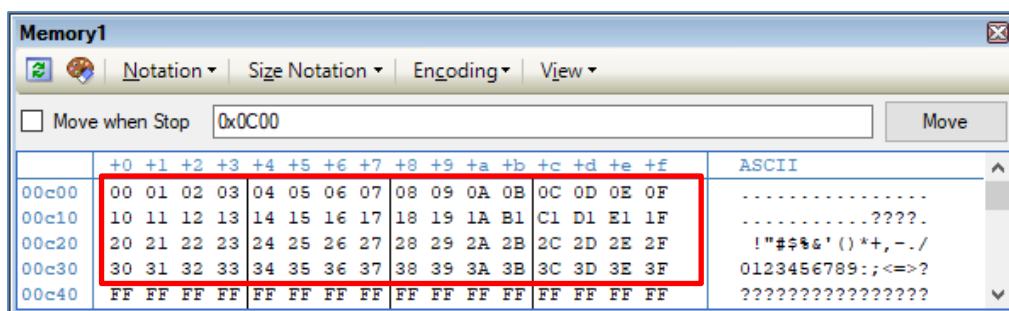 Memory1
Notation Size Notation Encoding View
Move when Stop 0x0C00 Move
+0 +1 +2 +3 +4 +5 +6 +7 +8 +9 +a +b +c +d +e +f ASCII
00c00 00 01 02 03 04 05 06 07 08 09 0A 0B 0C 0D 0E 0F ................
00c10 10 11 12 13 14 15 16 17 18 19 1A B1 C1 D1 E1 1F ...........????.
00c20 20 21 22 23 24 25 26 27 28 29 2A 2B 2C 2D 2E 2F !"#$%&'()*+,-./
00c30 30 31 32 33 34 35 36 37 38 39 3A 3B 3C 3D 3E 3F 0123456789:;<=>?
00c40 FF FF FF FF FF FF FF FF FF FF FF FF FF FF FF FF ????????????????